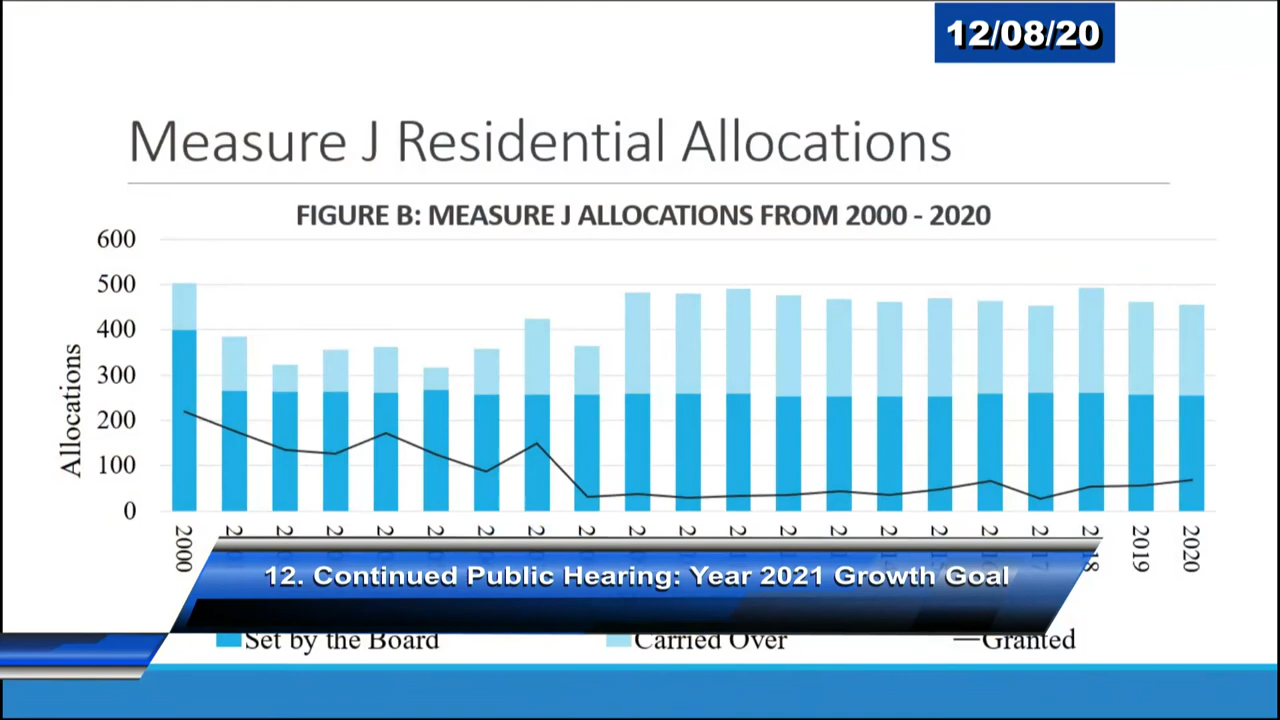 12/08/20
Measure J Residential Allocations
FIGURE B: MEASURE J ALLOCATIONS FROM 2000 - 2020
600
500
400
300
200
100
0
Allocations
2000
2019
2020
12. Continued Public Hearing: Year 2021 Growth Goal
Set by the Board
Carried Over
Granted